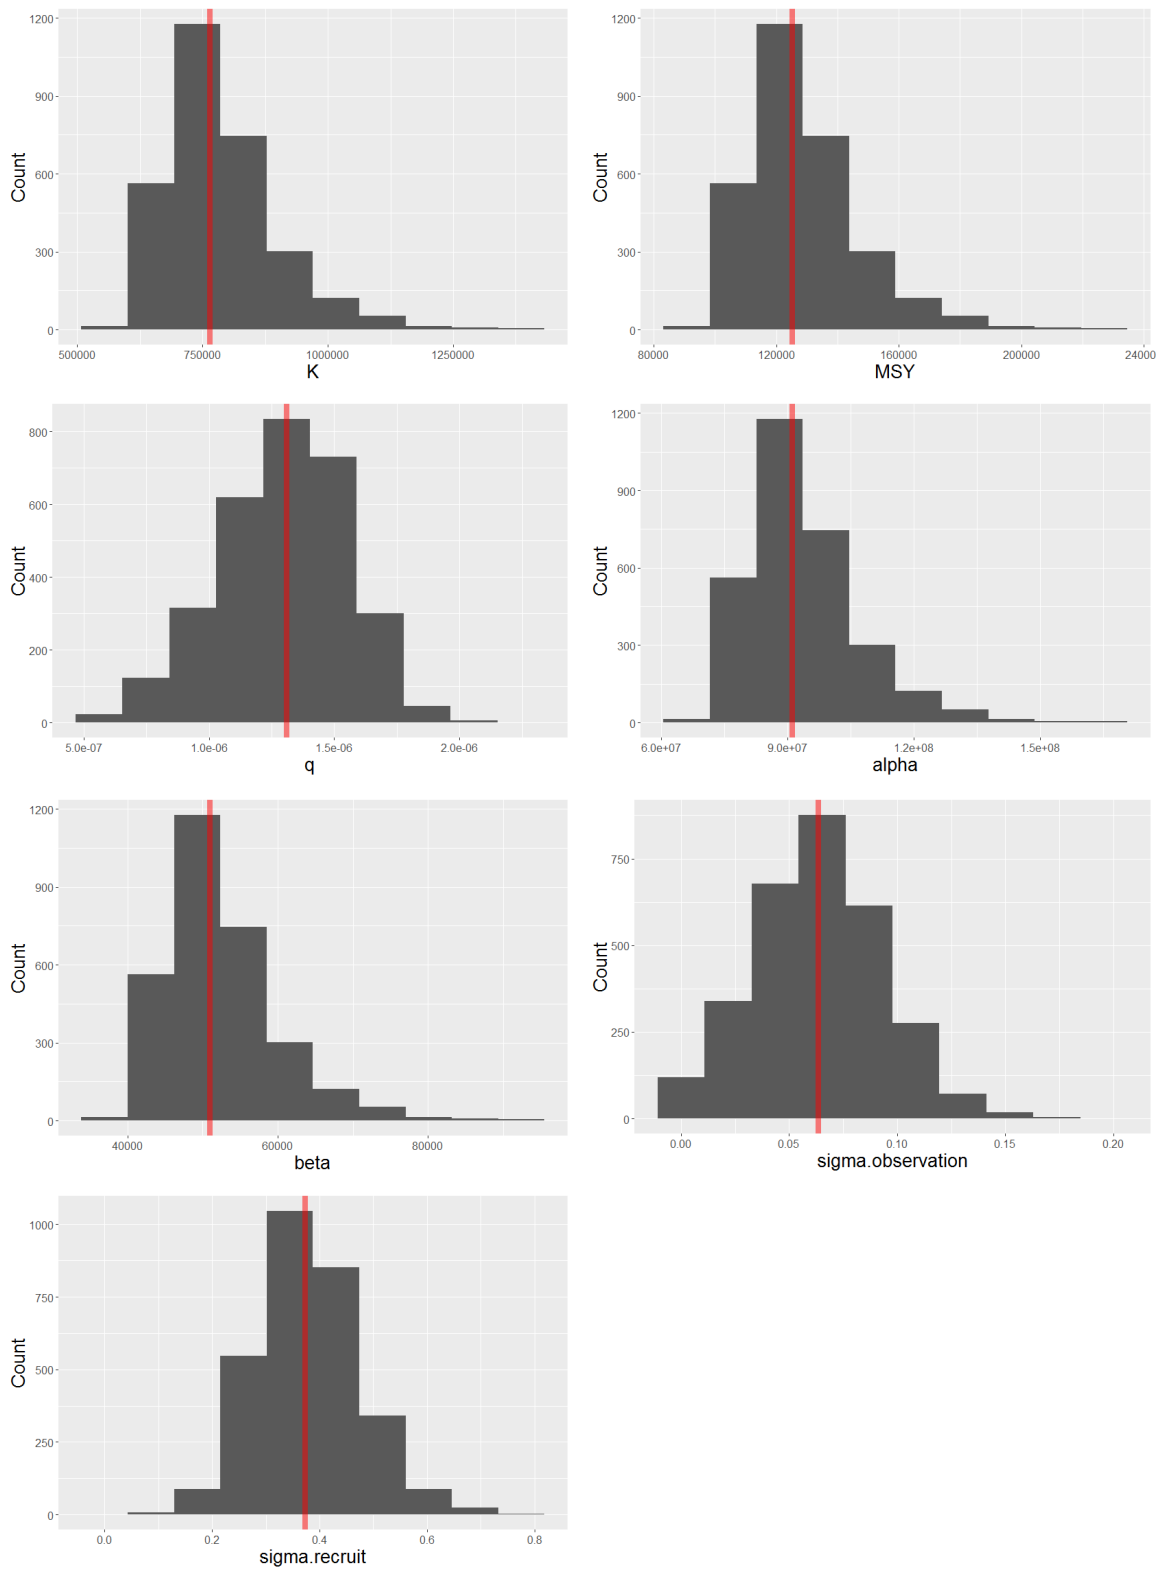 1200
900
600
300
0
Count
500000 750000 1000000 1250000
K
1200
900
600
300
0
Count
80000 120000 160000 200000 24000
MSY
800
600
400
200
0
Count
5.0e-07 1.0e-06 1.5e-06 2.0e-06
q
1200
900
600
300
0
Count
6.0e+07 9.0e+07 1.2e+08 1.5e+08
alpha
1200
900
600
300
0
Count
40000 60000 80000
beta
750
500
250
0
Count
0.00 0.05 0.10 0.15 0.20
sigma.observation
1000
750
500
250
0
Count
0.0 0.2 0.4 0.6 0.8
sigma.recruit